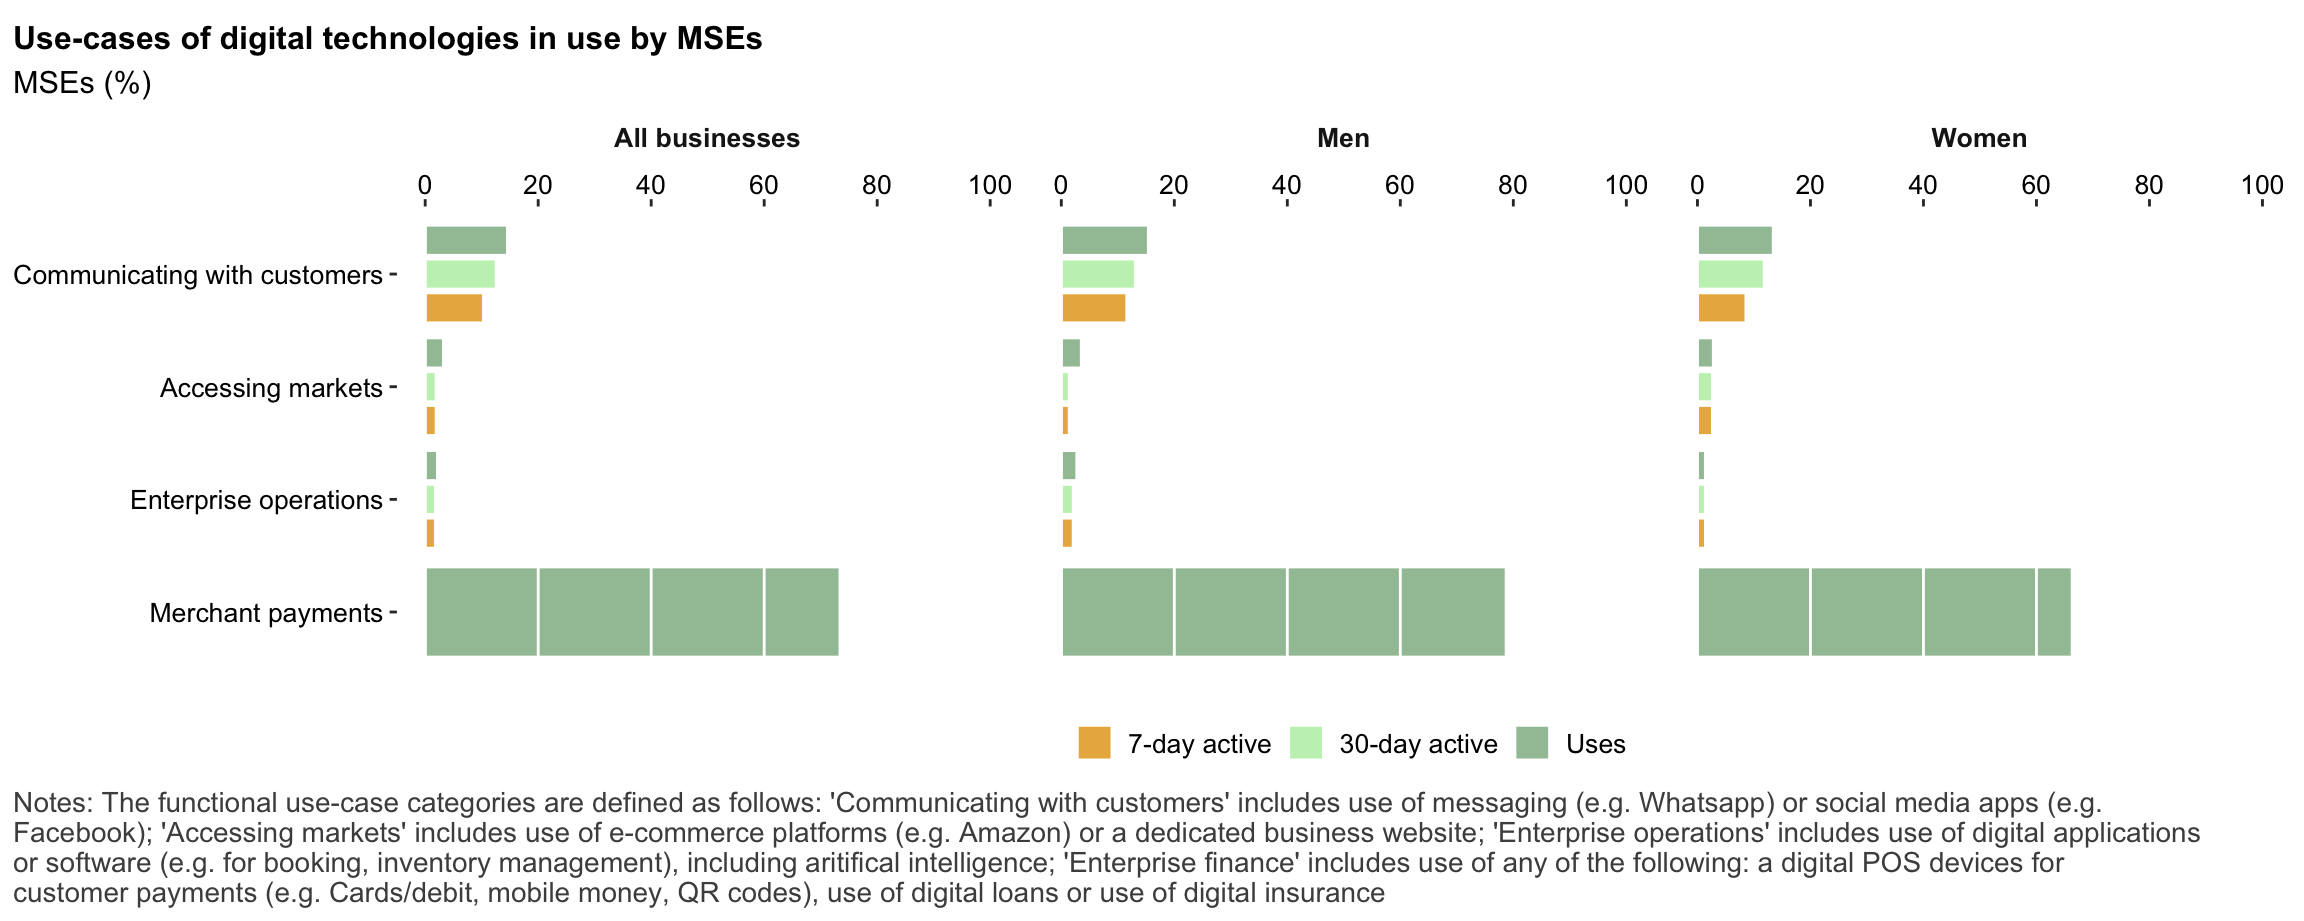 Use-cases of digital technologies in use by MSEs
MSEs (%)
All businesses Men Women
0 20 40 60 80 100 0 20 40 60 80 100 0 20 40 60 80 100
Communicating with customers
Accessing markets
Enterprise operations
Merchant payments
7-day active 30-day active Uses
Notes: The functional use-case categories are defined as follows: 'Communicating with customers' includes use of messaging (e.g. Whatsapp) or social media apps (e.g.
Facebook); 'Accessing markets' includes use of e-commerce platforms (e.g. Amazon) or a dedicated business website; 'Enterprise operations' includes use of digital applications
or software (e.g. for booking, inventory management), including aritifical intelligence; 'Enterprise finance' includes use of any of the following: a digital POS devices for
customer payments (e.g. Cards/debit, mobile money, QR codes), use of digital loans or use of digital insurance